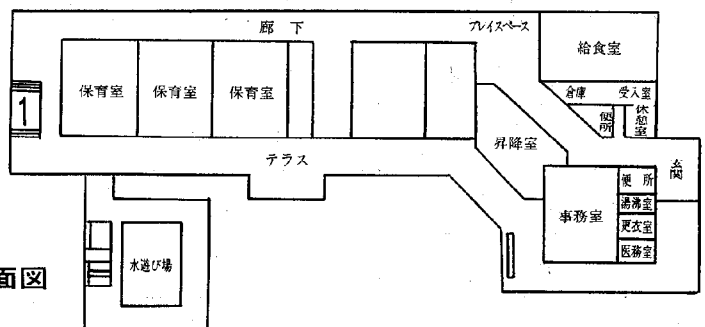 廊下
プレイスペース
給食室
保育室
保育室
保育室
倉庫
受入室
便所
休憩室
昇降室
テラス
玄関
事務室
便所
湯沸室
更衣室
医務室
水遊び場
面図